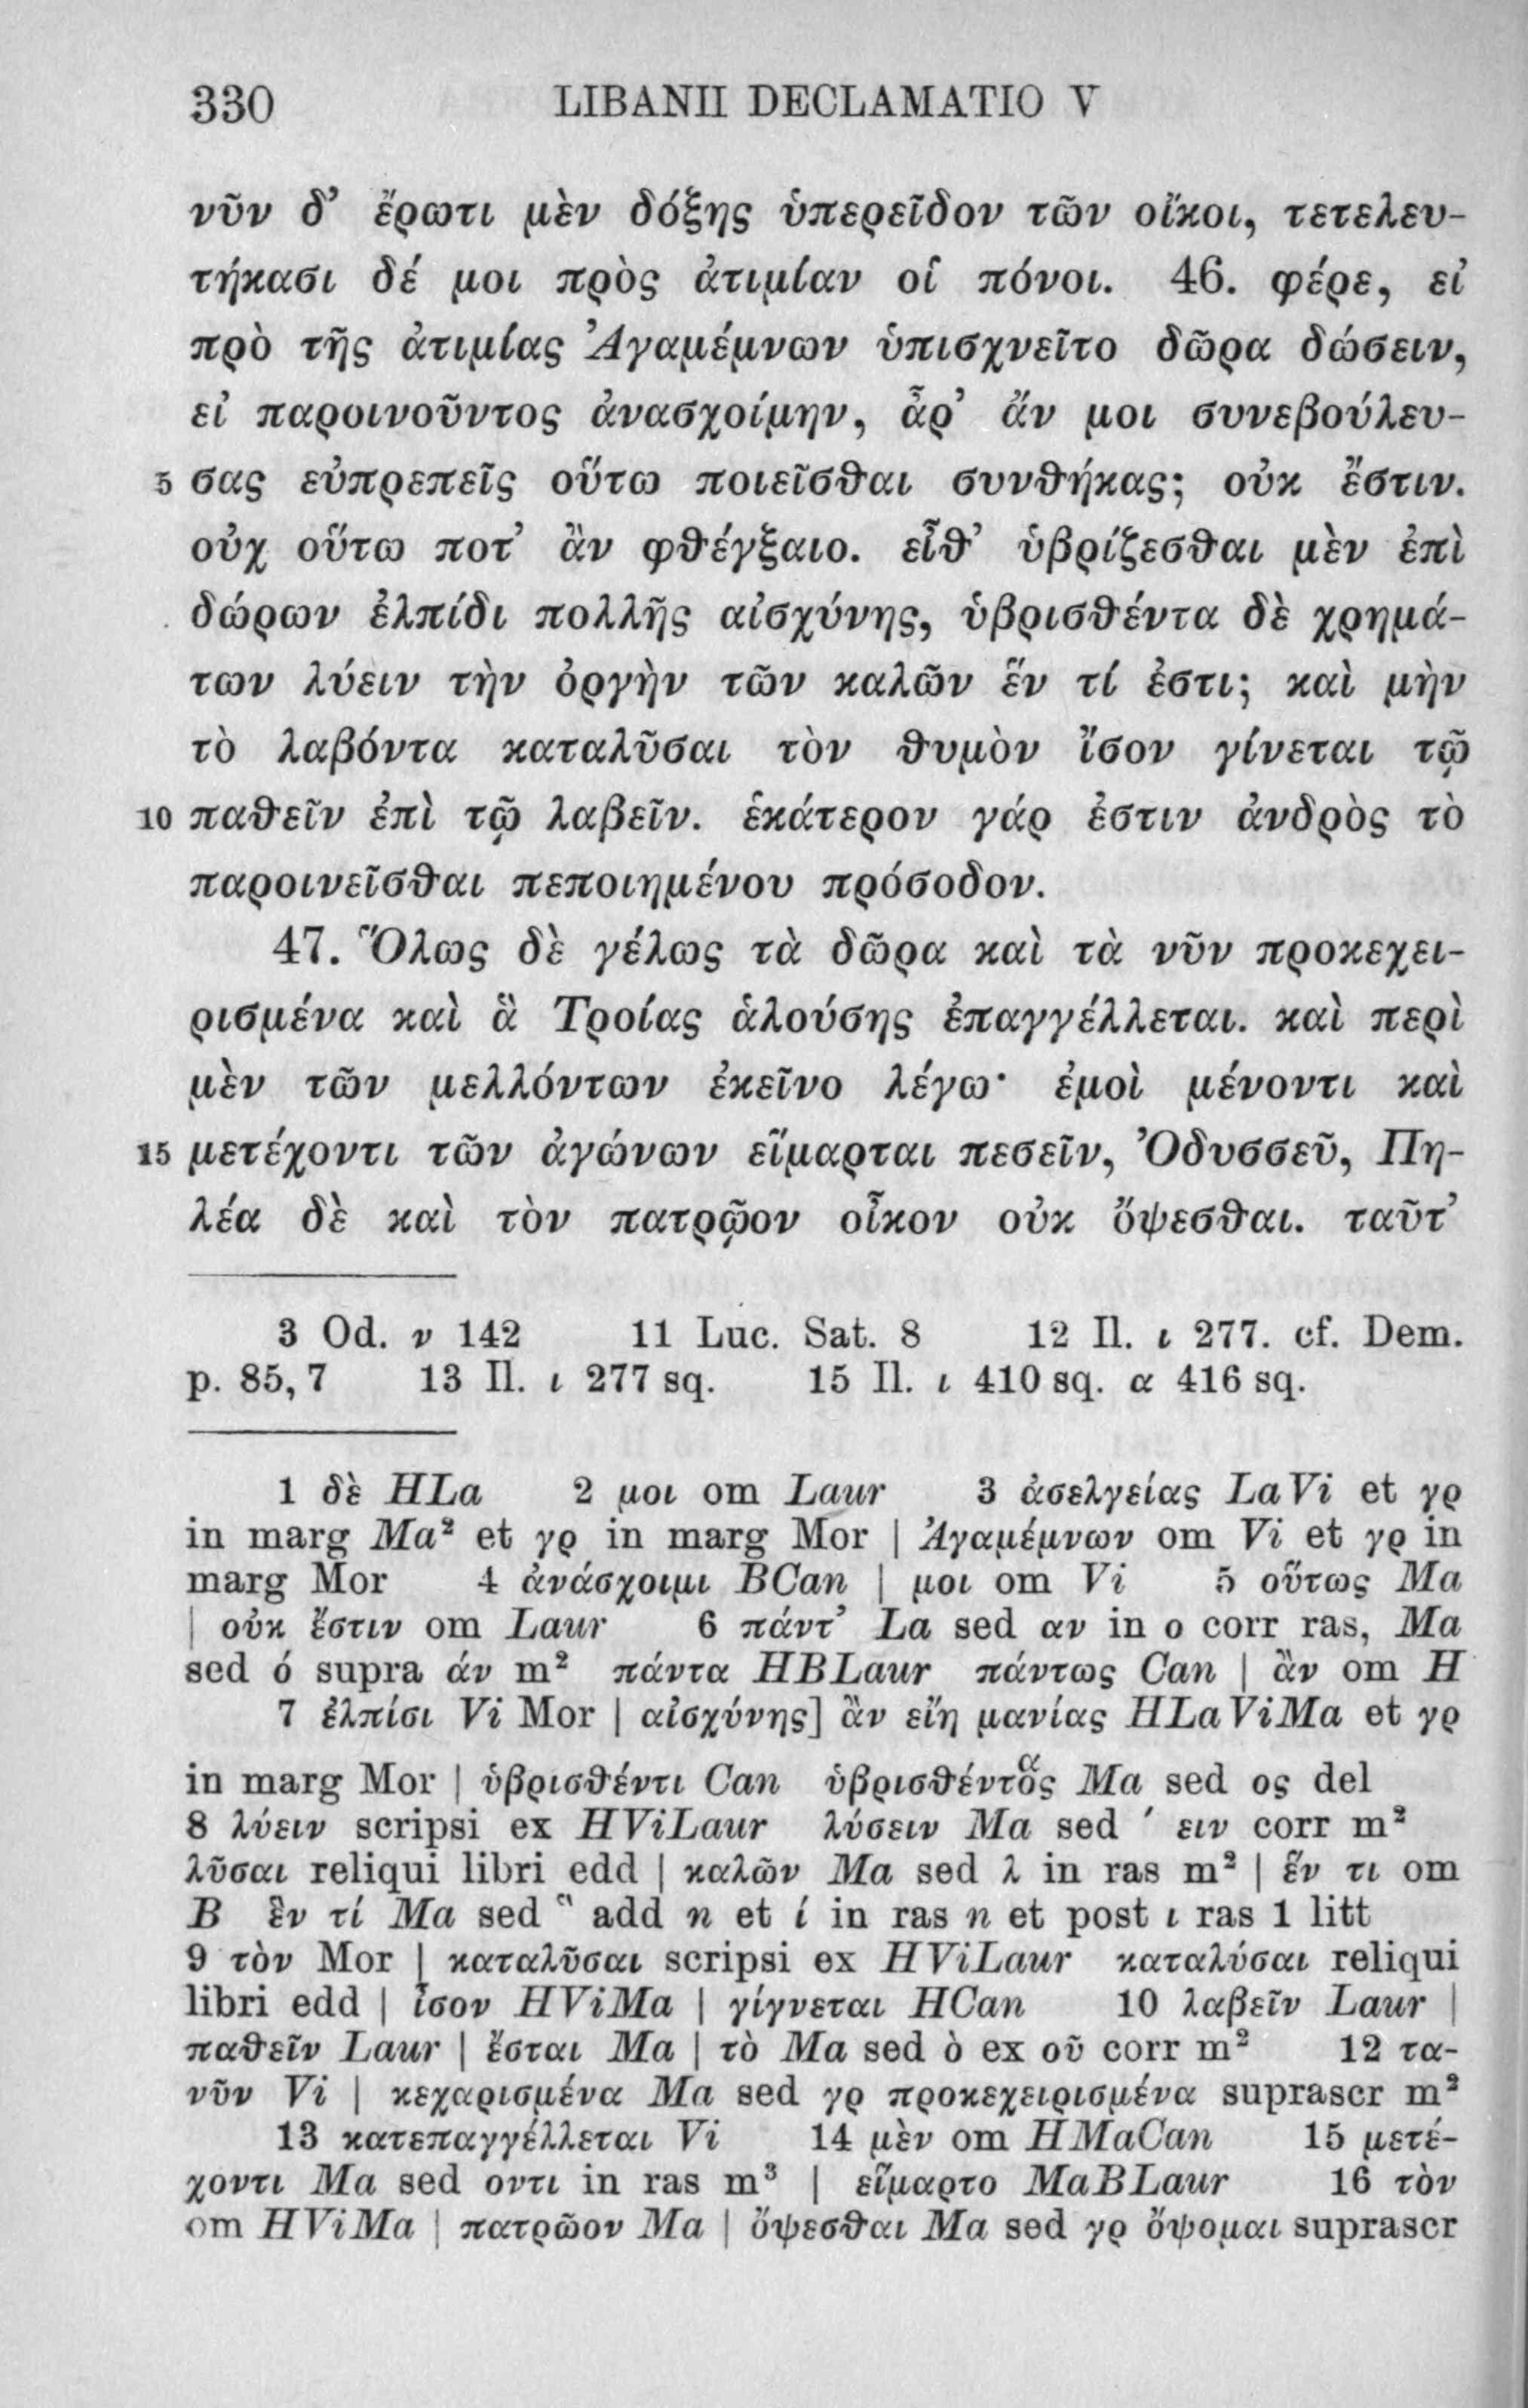 330 LIBANII DECLAMATIO V
νῦν δ’ ἔρωτι μὲν δόξης ὑπερεῖδον τῶν οἴκοι, τετελευ-
τήκασι δέ μοι πρὸς ἀτιμίαν οἱ πόνοι. 46. φέρε, εἰ
πρὸ τῆς ἀτιμίας Ἀγαμέμνων ὑπισχνεῖτο δῶρα δώσειν,
εἰ παροινοῦντος ἀνασχοίμην, ἆρ’ ἄν μοι συνεβούλευ-
5 σας εὐπρεπεῖς οὕτω ποιεῖσθαι συνθήκας; οὐκ ἔστιν.
οὐχ οὕτω ποτ’ ἂν φθέγξαιο. εἶθ’ ὑβρίζεσθαι μὲν ἐπὶ
δώρων ἐλπίδι πολλῆς αἰσχύνης, ὑβρισθέντα δὲ χρημά-
των λύειν τὴν ὀργὴν τῶν καλῶν ἕν τί ἐστι; καὶ μὴν
τὸ λαβόντα καταλῦσαι τὸν θυμὸν ἴσον γίνεται τῷ
10 παθεῖν ἐπὶ τῷ λαβεῖν. ἑκάτερον γάρ ἐστιν ἀνδρὸς τὸ
παροινεῖσθαι πεποιημένου πρόσοδον.
47. Ὅλως δὲ γέλως τὰ δῶρα καὶ τὰ νῦν προκεχει-
ρισμένα καὶ ἃ Τροίας ἁλούσης ἐπαγγέλλεται. καὶ περὶ
μὲν τῶν μελλόντων ἐκεῖνο λέγω· ἐμοὶ μένοντι καὶ
15 μετέχοντι τῶν ἀγώνων εἵμαρται πεσεῖν, Ὀδυσσεῦ, Πη-
λέα δὲ καὶ τὸν πατρῷον οἶκον οὐκ ὄψεσθαι. ταῦτ’
3 Od. ν 142 11 Luc. Sat. 8 12 Il. ι 277. cf. Dem.
p. 85, 7 13 Il. ι 277 sq. 15 Il. ι 410 sq. α 416 sq.
1 δὲ HLa 2 μοι om Laur 3 ἀσελγείας LaVi et γρ
in marg Ma² et γρ in marg Mor | Ἀγαμέμνων om Vi et γρ in
marg Mor 4 ἀνάσχοιμι BCan | μοι om Vi 5 οὕτως Ma
| οὐκ ἔστιν om Laur 6 πάντ’ La sed αν in ο corr ras, Ma
sed ό supra άν m² πάντα HBLaur πάντως Can | ἂν om H
7 ἐλπίσι Vi Mor | αἰσχύνης] ἂν εἴη μανίας HLaViMa et γρ
in marg Mor | ὑβρισθέντι Can ὑβρισθέντο̑ᾶς Ma sed ος del
8 λύειν scripsi ex HViLaur λύσειν Ma sed ´ ειν corr m²
λῦσαι reliqui libri edd | καλῶν Ma sed λ in ras m² | ἕν τι om
B ἓν τί Ma sed ῍ add n et ί in ras n et post ι ras 1 litt
9 τὸν Mor | καταλῦσαι scripsi ex HViLaur καταλύσαι reliqui
libri edd | ἶσον HViMa | γίγνεται HCan 10 λαβεῖν Laur |
παθεῖν Laur | ἔσται Ma | τὸ Ma sed ὸ ex οῦ corr m² 12 τα-
νῦν Vi | κεχαρισμένα Ma sed γρ προκεχειρισμένα suprascr m²
13 κατεπαγγέλλεται Vi 14 μὲν om HMaCan 15 μετέ-
χοντι Ma sed οντι in ras m³ | εἵμαρτο MaBLaur 16 τὸν
om HViMa | πατρῶον Ma | ὄψεσθαι Ma sed γρ ὄψομαι suprascr